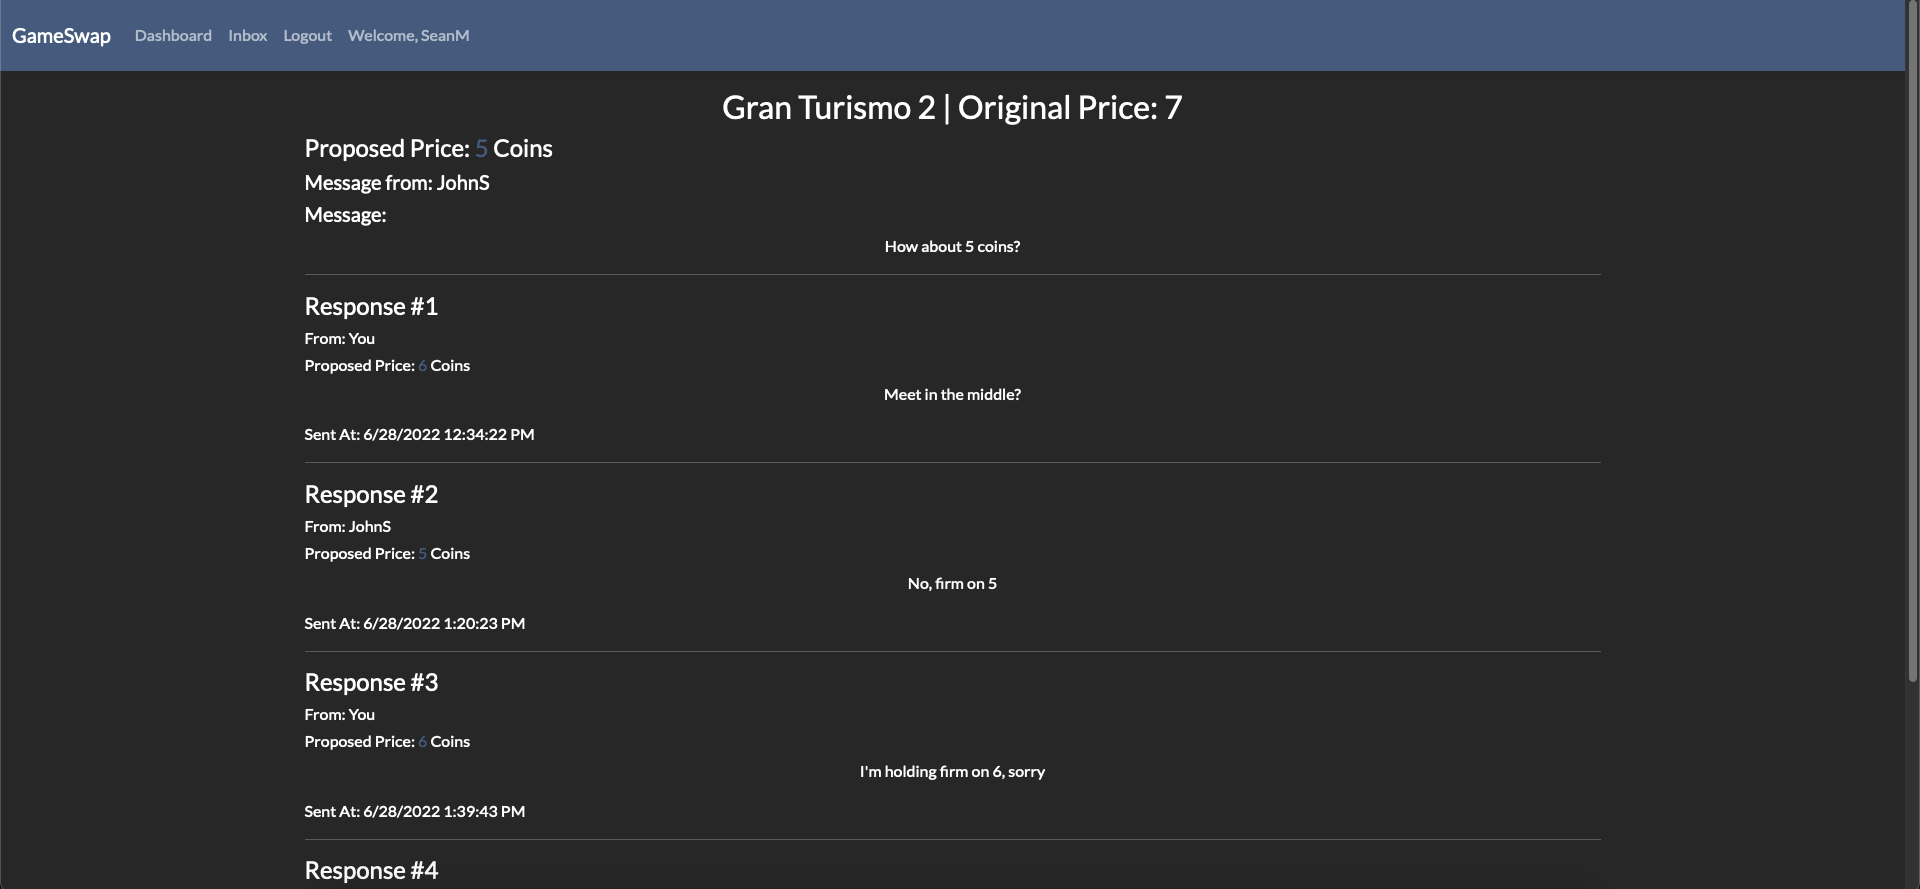 GameSwap Dashboard Inbox Logout Welcome, SeanM
Gran Turismo 2 | Original Price: 7
Proposed Price: 5 Coins
Message from: JohnS
Message:
How about 5 coins?
Response #1
From: You
Proposed Price: 6 Coins
Meet in the middle?
Sent At: 6/28/2022 12:34:22 PM
Response #2
From: JohnS
Proposed Price: 5 Coins
No, firm on 5
Sent At: 6/28/2022 1:20:23 PM
Response #3
From: You
Proposed Price: 6 Coins
I'm holding firm on 6, sorry
Sent At: 6/28/2022 1:39:43 PM
Response #4